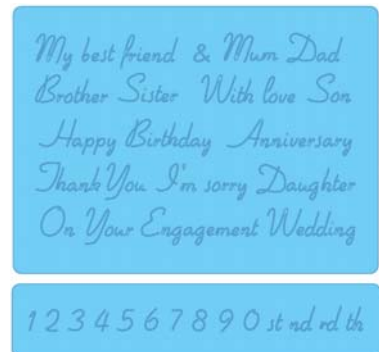 My best friend & Mum Dad
Brother Sister With love Son
Happy Birthday Anniversary
Thank You I'm sorry Daughter
On Your Engagement Wedding
1 2 3 4 5 6 7 8 9 0 st nd rd th